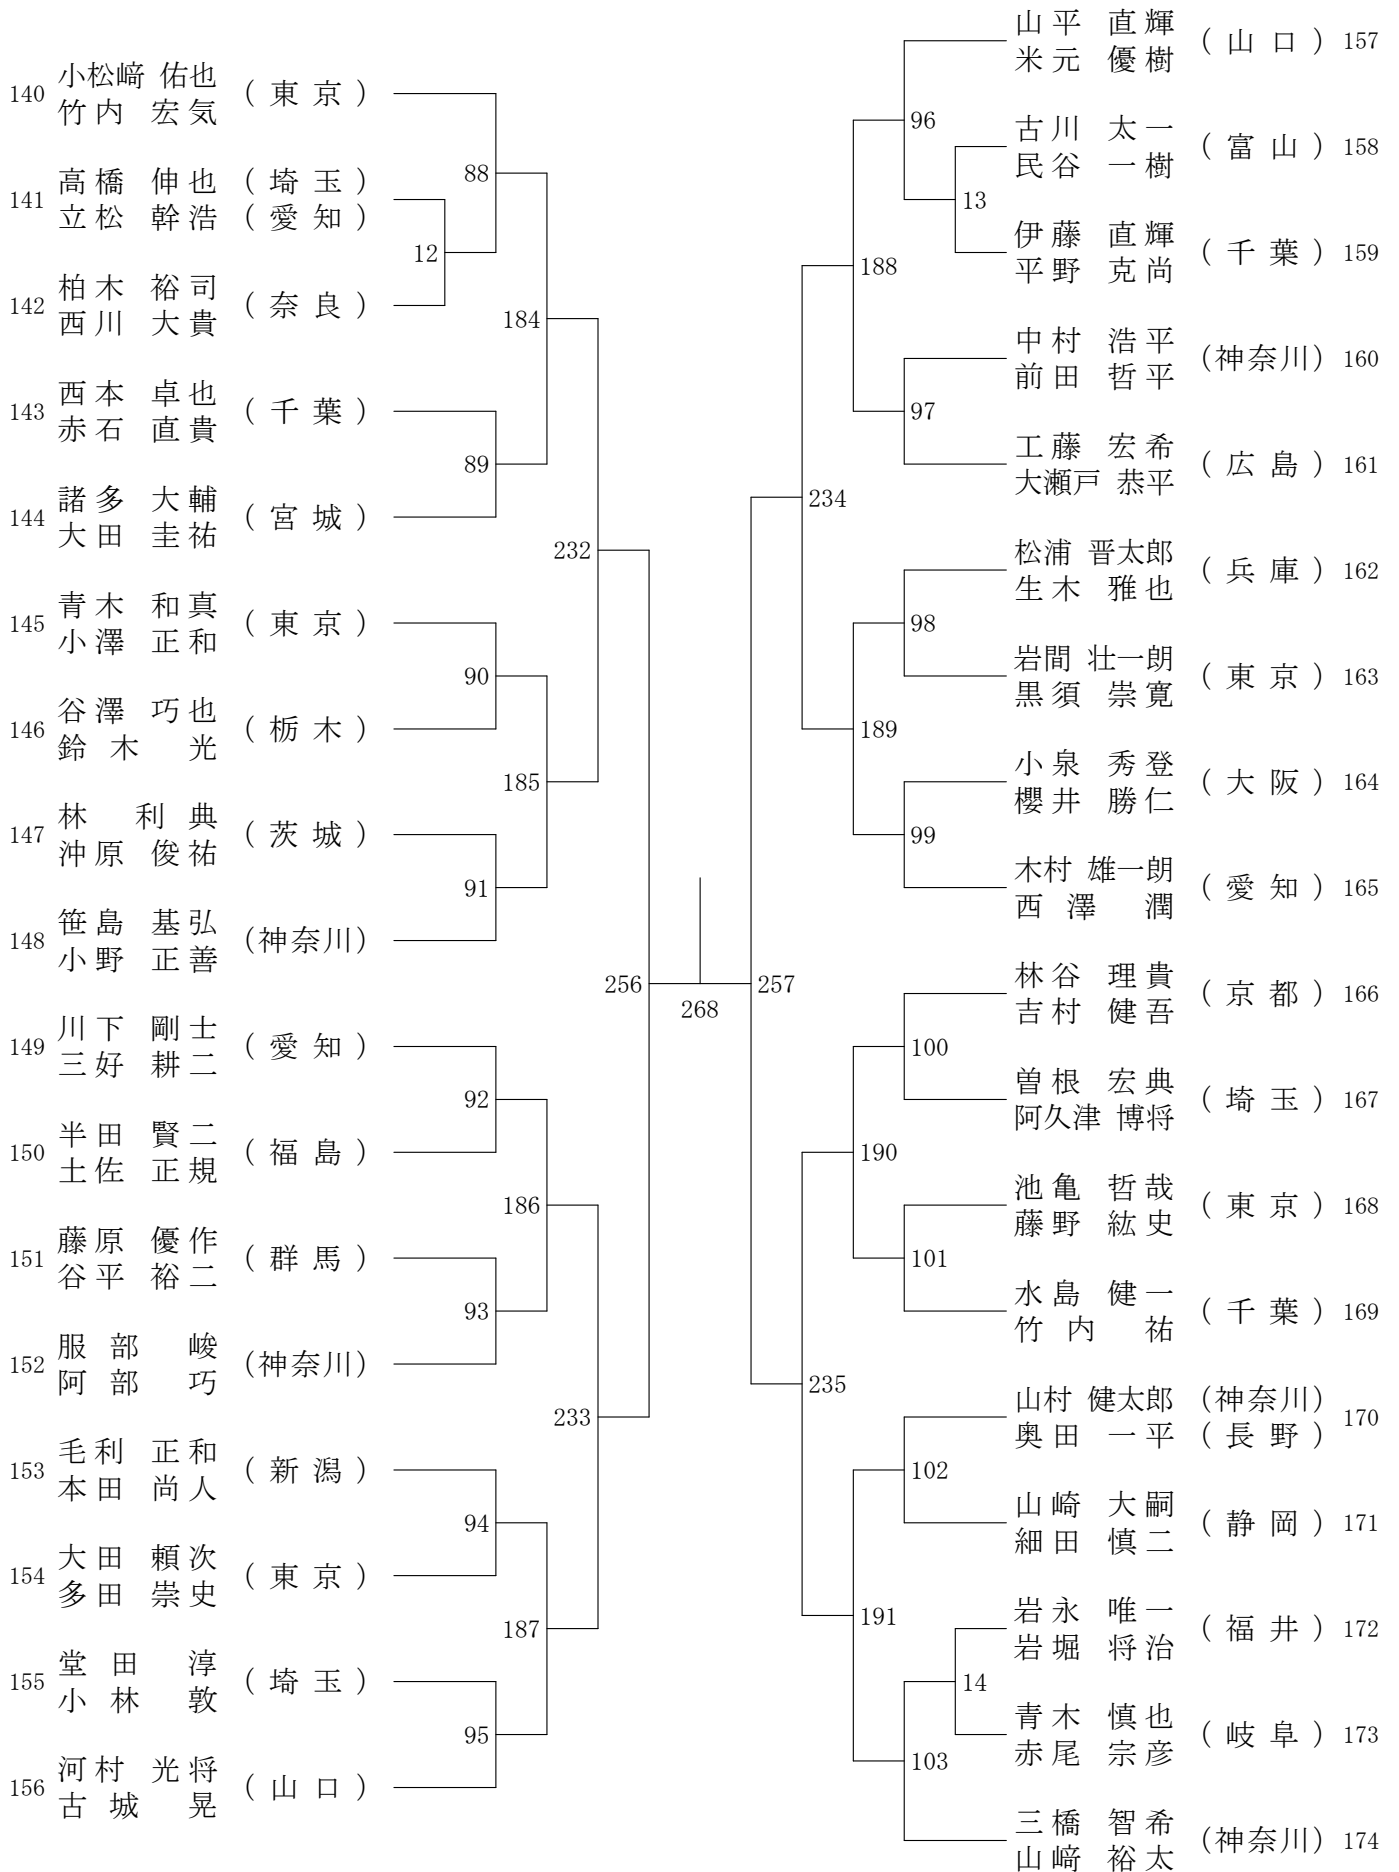 140 小松﨑 佑也 (東京)
竹内 宏気
141 高橋 伸也 (埼玉)
立松 幹浩 (愛知)
142 柏木 裕司 (奈良)
西川 大貴
143 西本 卓也 (千葉)
赤石 直貴
144 諸多 大輔 (宮城)
大田 圭祐
145 青木 和真 (東京)
小澤 正和
146 谷澤 巧也 (栃木)
鈴木 光
147 林 利典 (茨城)
沖原 俊祐
148 笹島 基弘 (神奈川)
小野 正善
149 川下 剛士 (愛知)
三好 耕二
150 半田 賢二 (福島)
土佐 正規
151 藤原 優作 (群馬)
谷平 裕二
152 服部 峻 (神奈川)
阿部 巧
153 毛利 正和 (新潟)
本田 尚人
154 大田 頼次 (東京)
多田 崇史
155 堂田 淳 (埼玉)
小林 敦
156 河村 光将 (山口)
古城 晃
12
88
89
90
91
92
93
94
95
184
185
186
187
232
233
256
268
257
234
235
188
189
190
191
96
97
98
99
100
101
102
103
13
14
山平 直輝 (山口) 157
米元 優樹
古川 太一 (富山) 158
民谷 一樹
伊藤 直輝 (千葉) 159
平野 克尚
中村 浩平 (神奈川) 160
前田 哲平
工藤 宏希 (広島) 161
大瀬戸 恭平
松浦 晋太郎 (兵庫) 162
生木 雅也
岩間 壮一朗 (東京) 163
黒須 崇寛
小泉 秀登 (大阪) 164
櫻井 勝仁
木村 雄一朗 (愛知) 165
西澤 潤
林谷 理貴 (京都) 166
吉村 健吾
曽根 宏典 (埼玉) 167
阿久津 博将
池亀 哲哉 (東京) 168
藤野 紘史
水島 健一 (千葉) 169
竹内 祐
山村 健太郎 (神奈川) 170
奥田 一平 (長野)
山崎 大嗣 (静岡) 171
細田 慎二
岩永 唯一 (福井) 172
岩堀 将治
青木 慎也 (岐阜) 173
赤尾 宗彦
三橋 智希 (神奈川) 174
山﨑 裕太